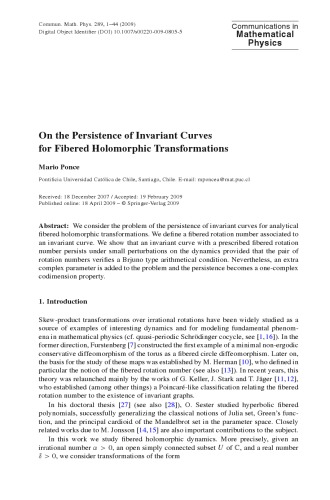 Commun. Math. Phys. 289, 1–44 (2009)
Digital Object Identifier (DOI) 10.1007/s00220-009-0805-5
Communications in
Mathematical
Physics
On the Persistence of Invariant Curves
for Fibered Holomorphic Transformations
Mario Ponce
Pontificia Universidad Católica de Chile, Santiago, Chile. E-mail: mponcea@mat.puc.cl
Received: 18 December 2007 / Accepted: 19 February 2009
Published online: 18 April 2009 – © Springer-Verlag 2009
Abstract: We consider the problem of the persistence of invariant curves for analytical
fibered holomorphic transformations. We define a fibered rotation number associated to
an invariant curve. We show that an invariant curve with a prescribed fibered rotation
number persists under small perturbations on the dynamics provided that the pair of
rotation numbers verifies a Brjuno type arithmetical condition. Nevertheless, an extra
complex parameter is added to the problem and the persistence becomes a one-complex
codimension property.
1. Introduction
Skew-product transformations over irrational rotations have been widely studied as a
source of examples of interesting dynamics and for modeling fundamental phenom-
ena in mathematical physics (cf. quasi-periodic Schrödinger cocycle, see [1,16]). In the
former direction, Furstenberg [7] constructed the first example of a minimal non-ergodic
conservative diffeomorphism of the torus as a fibered circle diffeomorphism. Later on,
the basis for the study of these maps was established by M. Herman [10], who defined in
particular the notion of the fibered rotation number (see also [13]). In recent years, this
theory was relaunched mainly by the works of G. Keller, J. Stark and T. Jäger [11,12],
who established (among other things) a Poincaré-like classification relating the fibered
rotation number to the existence of invariant graphs.
In his doctoral thesis [27] (see also [28]), O. Sester studied hyperbolic fibered
polynomials, successfully generalizing the classical notions of Julia set, Green's func-
tion, and the principal cardioid of the Mandelbrot set in the parameter space. Closely
related works due to M. Jonsson [14,15] are also important contributions to the subject.
In this work we study fibered holomorphic dynamics. More precisely, given an
irrational number α > 0, an open simply connected subset U of ℂ, and a real number
δ > 0, we consider transformations of the form